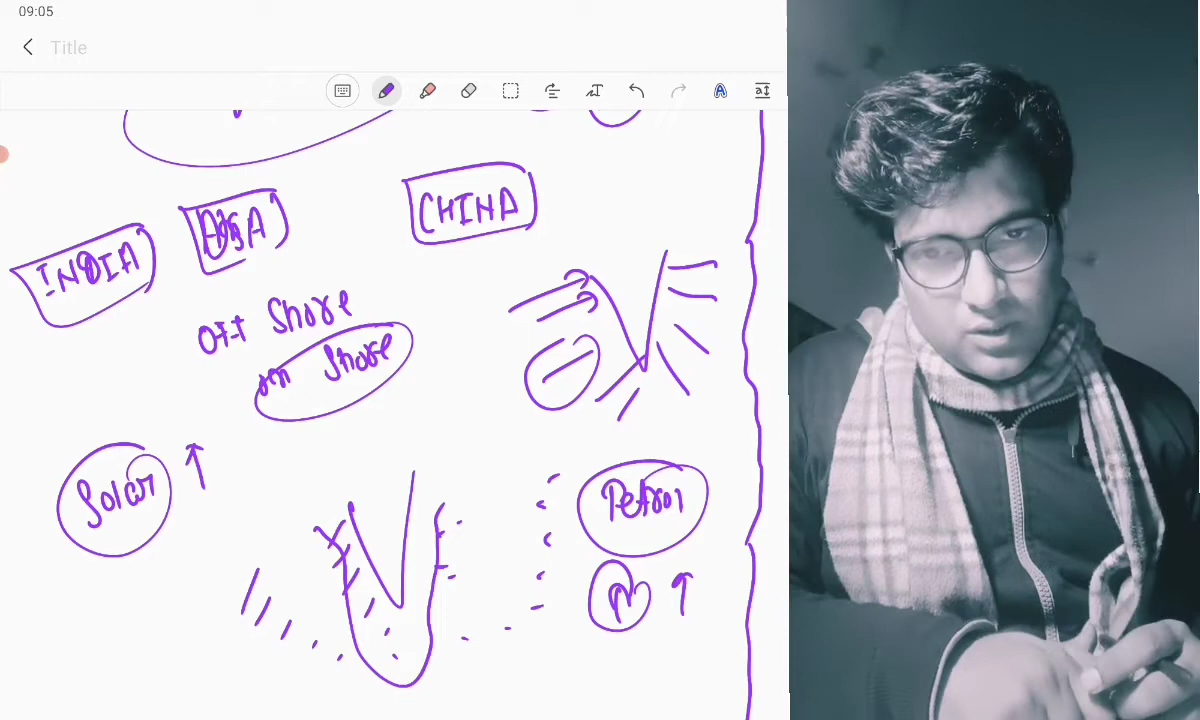 09:05
Title
INDIA
USA
CHINA
off Shore
on Shore
Solar
Petrol